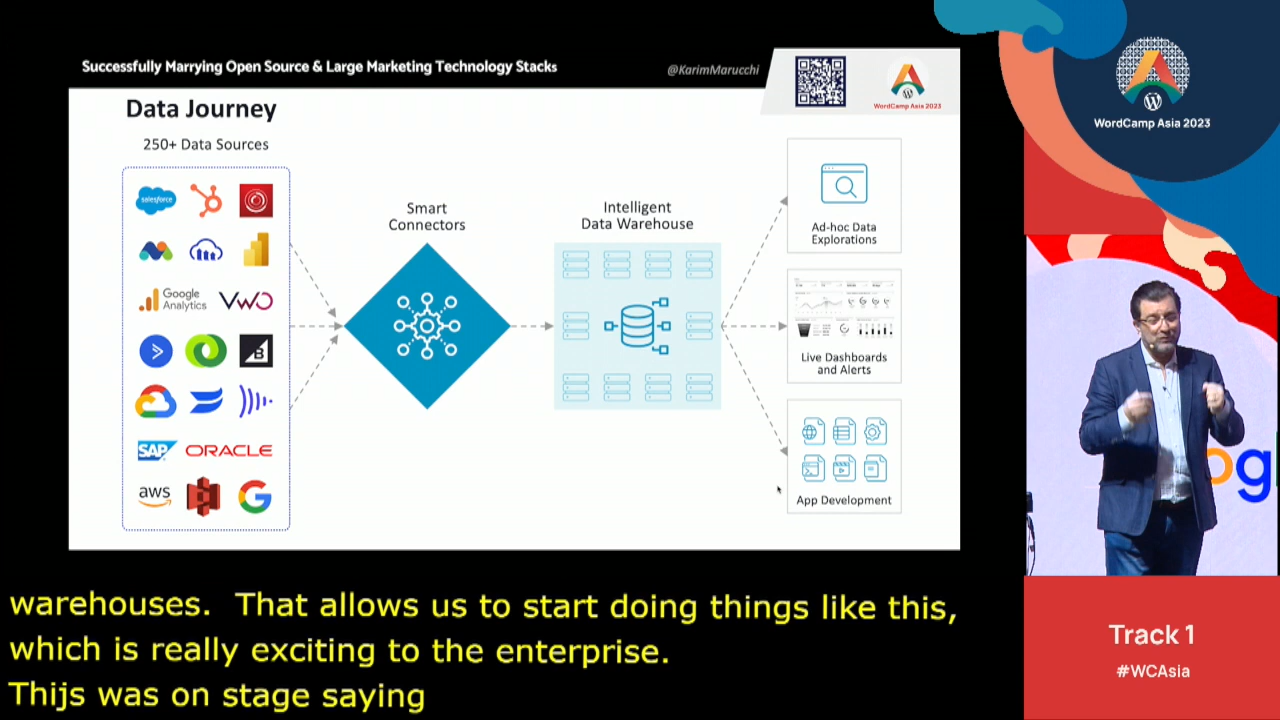 Successfully Marrying Open Source & Large Marketing Technology Stacks
@KarimMarucchi
WordCamp Asia 2023
Data Journey
250+ Data Sources
salesforce
Google
Analytics
VWO
SAP
ORACLE
aws
Smart
Connectors
Intelligent
Data Warehouse
Ad-hoc Data
Explorations
Live Dashboards
and Alerts
App Development
WordCamp Asia 2023
og
Track 1
#WCAsia
warehouses.  That allows us to start doing things like this,
which is really exciting to the enterprise.
Thijs was on stage saying